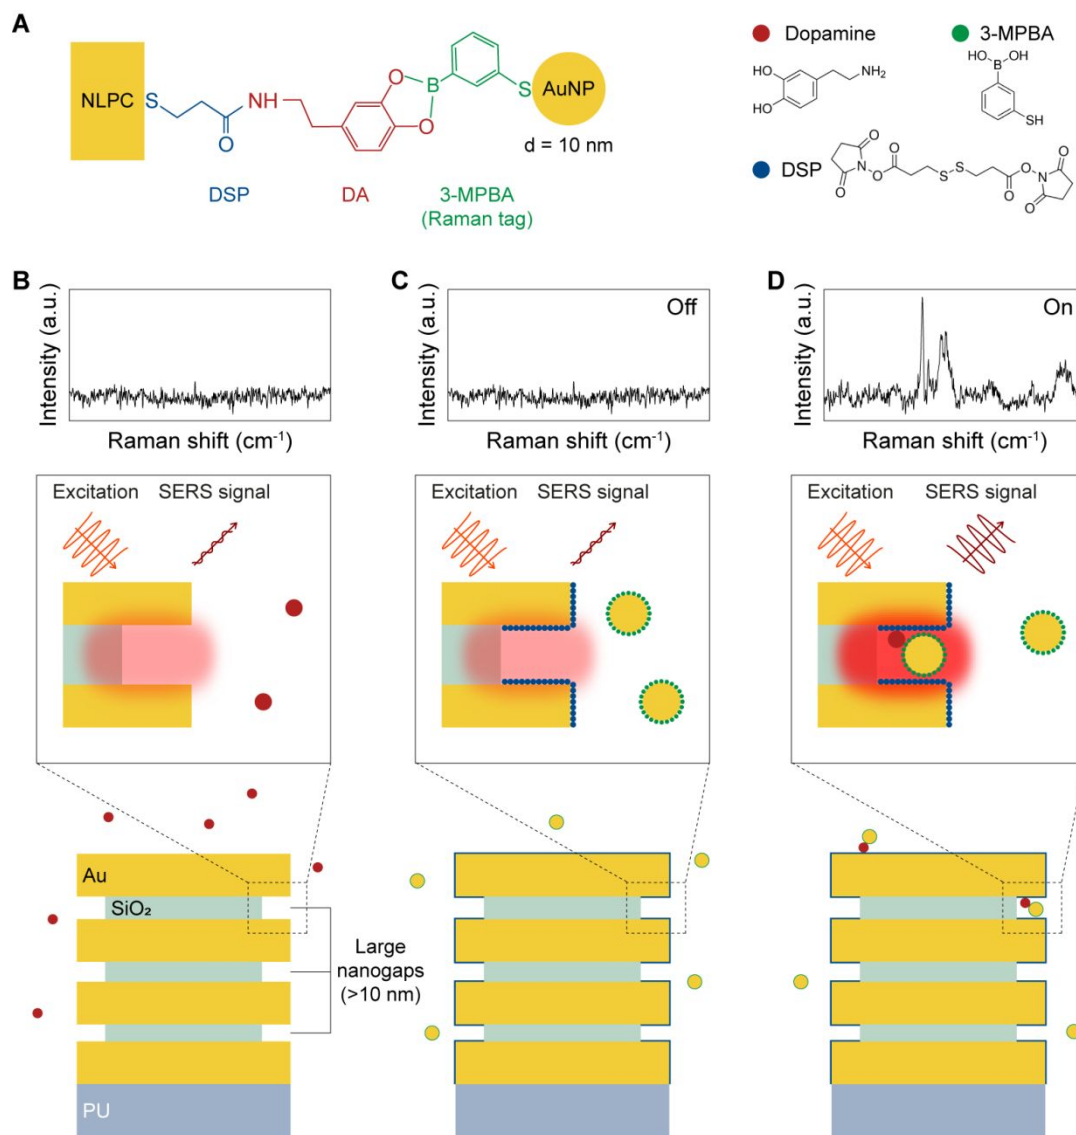 A
NLPC
S
O
NH
O
O
B
S
AuNP
d = 10 nm
DSP
DA
3-MPBA
(Raman tag)
Dopamine
HO
HO
NH₂
3-MPBA
OH OH
B
SH
DSP
O
N
O
O
O
S
S
O
O
O
N
O
B
Intensity (a.u.)
Raman shift (cm⁻¹)
C
Off
Intensity (a.u.)
Raman shift (cm⁻¹)
D
On
Intensity (a.u.)
Raman shift (cm⁻¹)
Excitation SERS signal
Excitation SERS signal
Excitation SERS signal
Au
SiO₂
Large
nanogaps
(>10 nm)
PU